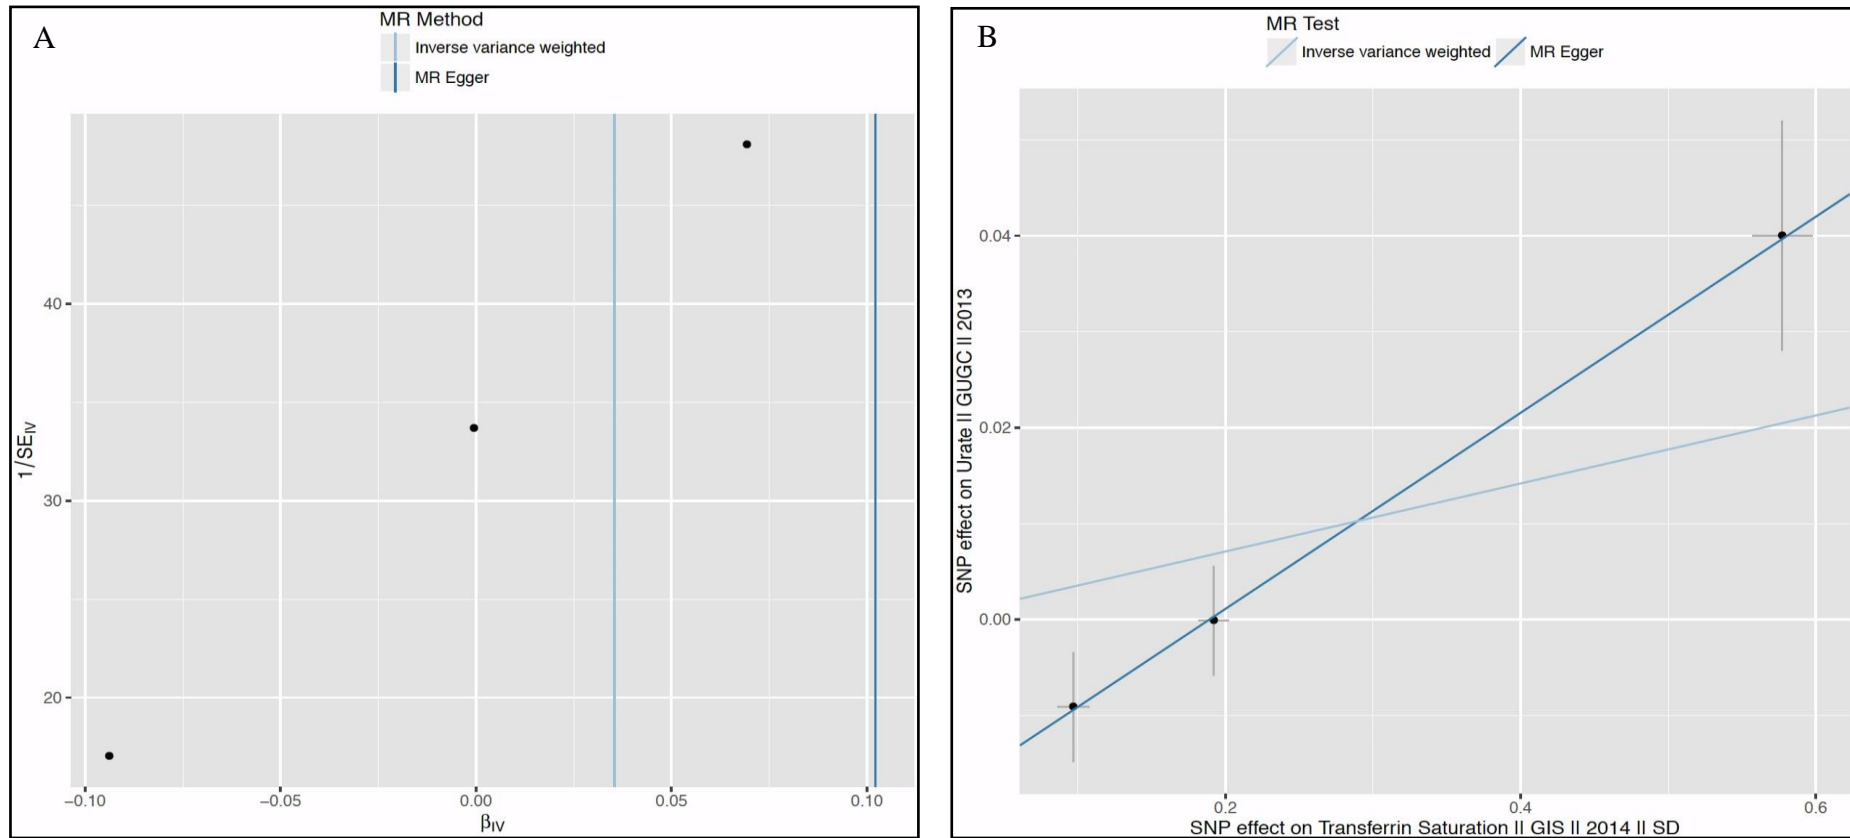 A
MR Method
Inverse variance weighted
MR Egger
40
30
20
1/SE_IV
−0.10 −0.05 0.00 0.05 0.10
β_IV
B
MR Test
Inverse variance weighted MR Egger
0.04
0.02
0.00
SNP effect on Urate || GUGC || 2013
0.2 0.4 0.6
SNP effect on Transferrin Saturation || GIS || 2014 || SD